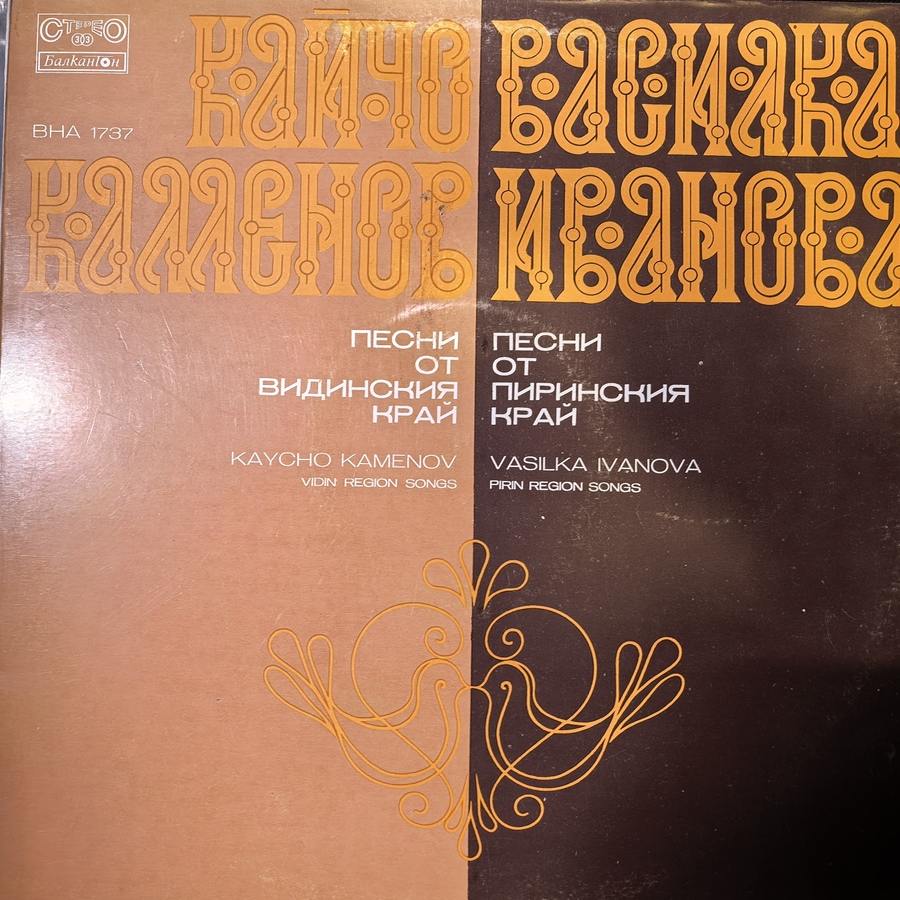 СТЕРЕО
303
Балкантон
ВНА 1737
КАЙЧО
КАМЕНОВ
ПЕСНИ
ОТ
ВИДИНСКИЯ
КРАЙ
KAYCHO KAMENOV
VIDIN REGION SONGS
ВАСИЛКА
ИВАНОВА
ПЕСНИ
ОТ
ПИРИНСКИЯ
КРАЙ
VASILKA IVANOVA
PIRIN REGION SONGS